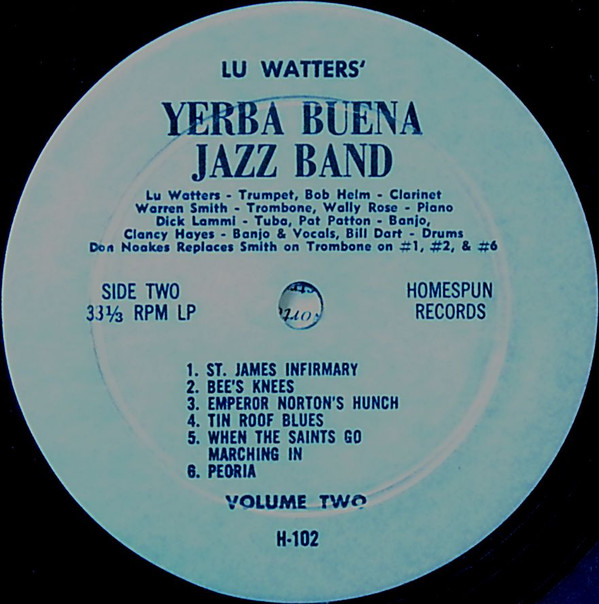 LU WATTERS'
YERBA BUENA
JAZZ BAND
Lu Watters - Trumpet, Bob Helm - Clarinet
Warren Smith - Trombone, Wally Rose - Piano
Dick Lammi - Tuba, Pat Patton - Banjo,
Clancy Hayes - Banjo & Vocals, Bill Dart - Drums
Don Noakes Replaces Smith on Trombone on #1, #2, & #6
SIDE TWO
33⅓ RPM LP
HOMESPUN
RECORDS
1. ST. JAMES INFIRMARY
2. BEE'S KNEES
3. EMPEROR NORTON'S HUNCH
4. TIN ROOF BLUES
5. WHEN THE SAINTS GO
MARCHING IN
6. PEORIA
VOLUME TWO
H-102